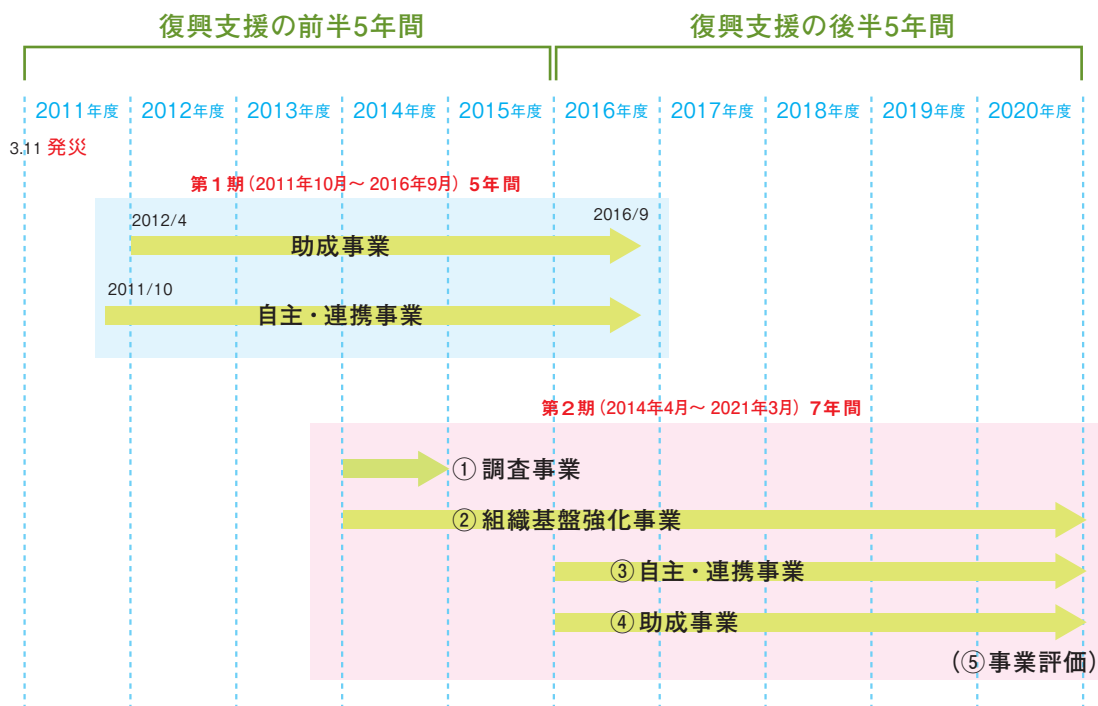 復興支援の前半5年間 復興支援の後半5年間
2011年度 2012年度 2013年度 2014年度 2015年度 2016年度 2017年度 2018年度 2019年度 2020年度
3.11 発災
第1期(2011年10月〜2016年9月) 5年間
2012/4 2016/9
助成事業
2011/10
自主・連携事業
第2期(2014年4月〜2021年3月) 7年間
①調査事業
②組織基盤強化事業
③自主・連携事業
④助成事業
(⑤事業評価)